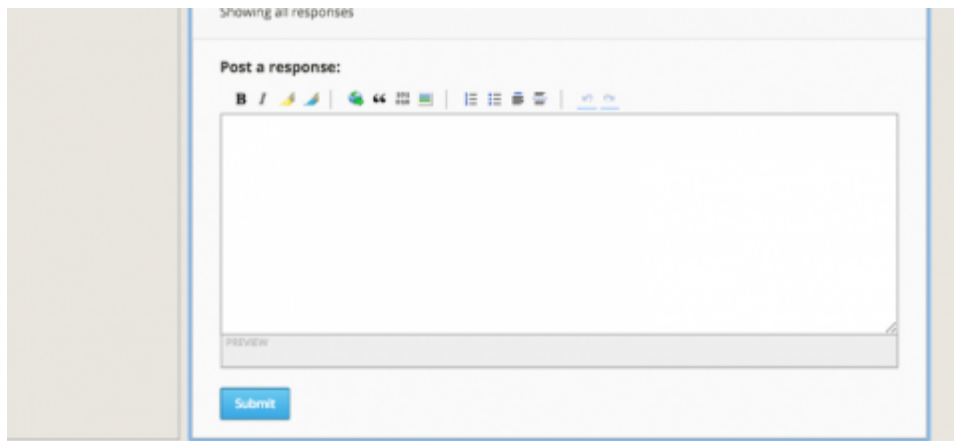 Showing all responses
Post a response:
B I
PREVIEW
Submit